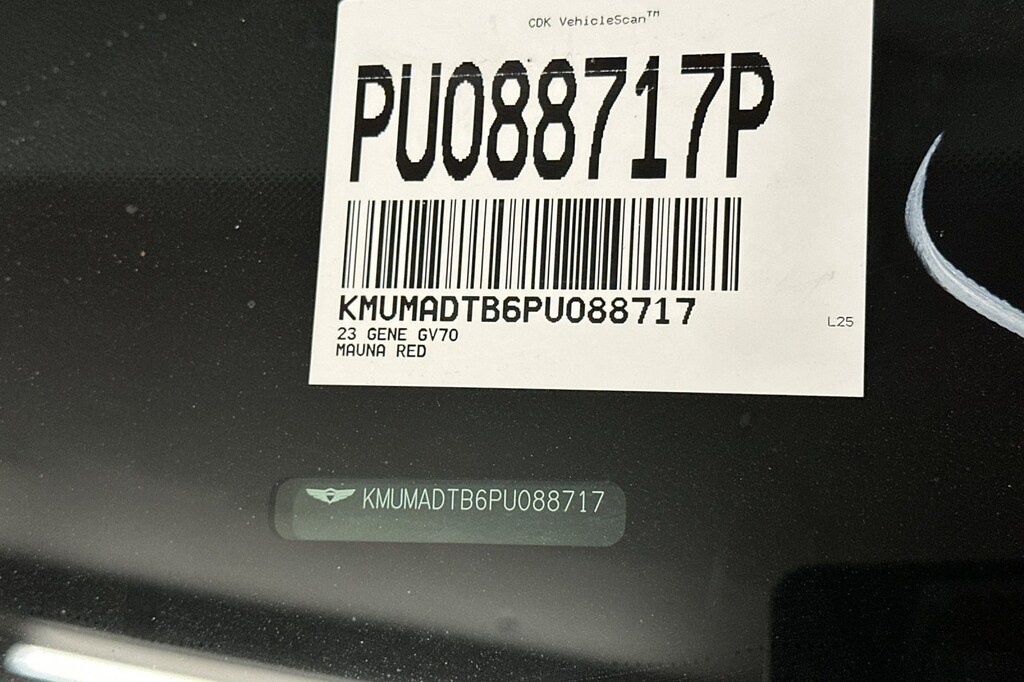 CDK VehicleScan™
PU088717P
KMUMADTB6PU088717
23 GENE GV70
MAUNA RED
L25
KMUMADTB6PU088717